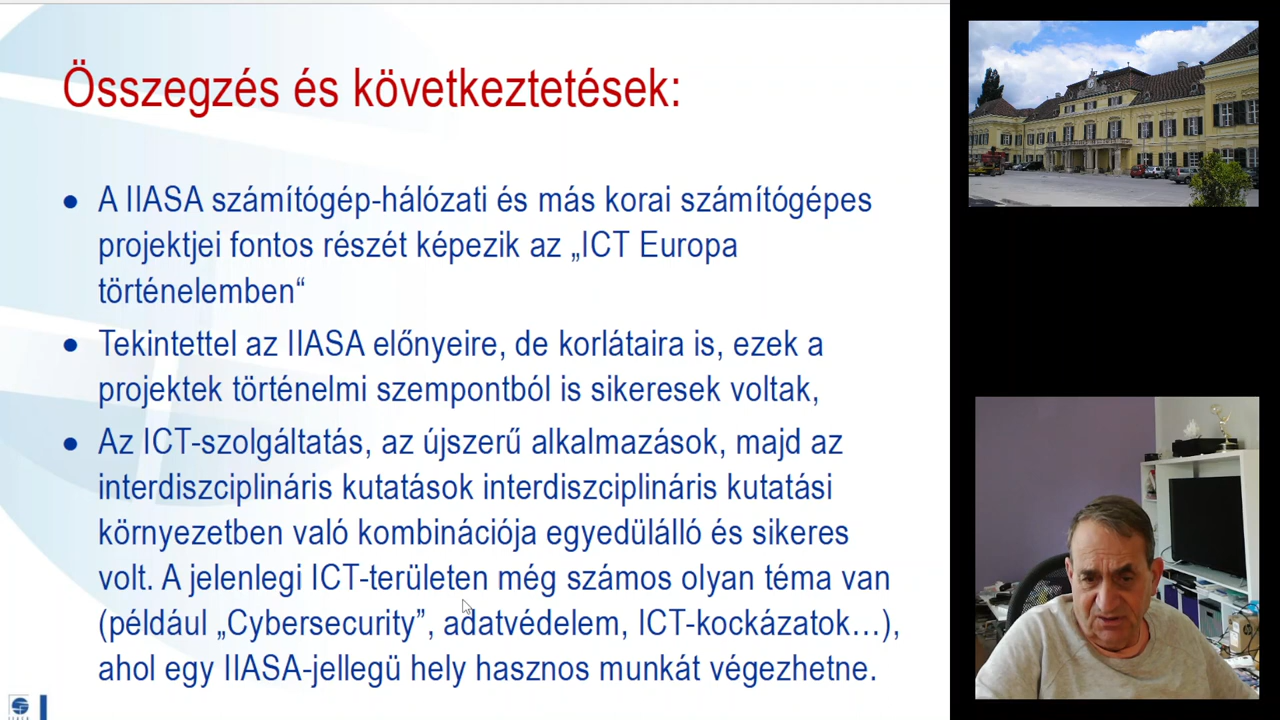 Összegzés és következtetések:
A IIASA számítógép-hálózati és más korai számítógépes
projektjei fontos részét képezik az „ICT Europa
történelemben“
Tekintettel az IIASA előnyeire, de korlátaira is, ezek a
projektek történelmi szempontból is sikeresek voltak,
Az ICT-szolgáltatás, az újszerű alkalmazások, majd az
interdiszciplináris kutatások interdiszciplináris kutatási
környezetben való kombinációja egyedülálló és sikeres
volt. A jelenlegi ICT-területen még számos olyan téma van
(például „Cybersecurity”, adatvédelem, ICT-kockázatok…),
ahol egy IIASA-jellegü hely hasznos munkát végezhetne.
IIASA